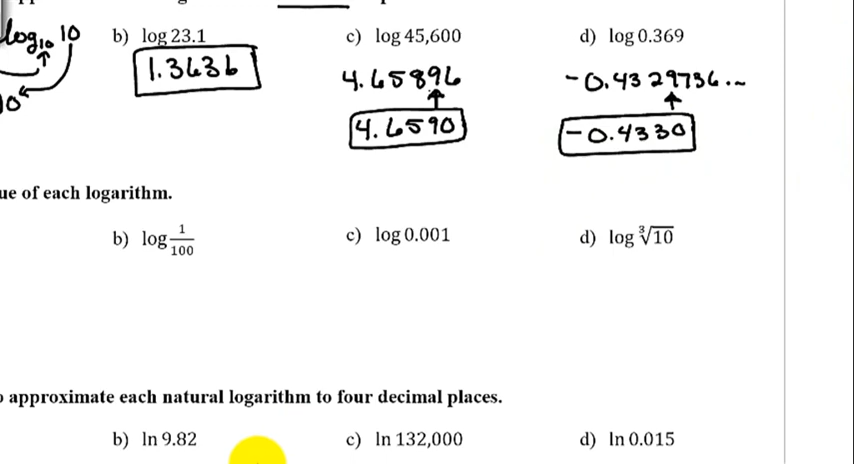 log₁₀ 10
b) log 23.1 c) log 45,600 d) log 0.369
1.3636 4.65896 -0.4329736...
4.6590 -0.4330
ue of each logarithm.
b) log 1/100 c) log 0.001 d) log ∛10
approximate each natural logarithm to four decimal places.
b) ln 9.82 c) ln 132,000 d) ln 0.015